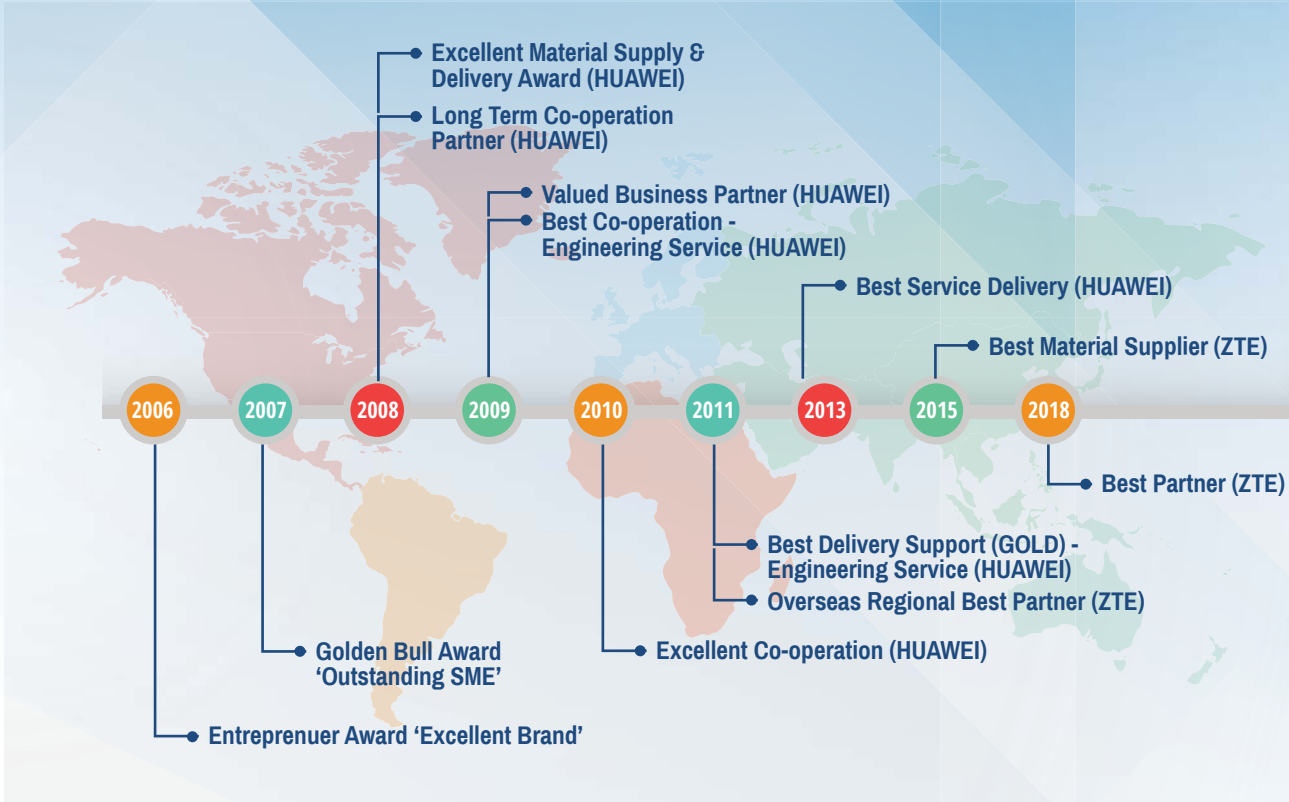 Excellent Material Supply &
Delivery Award (HUAWEI)
Long Term Co-operation
Partner (HUAWEI)
Valued Business Partner (HUAWEI)
Best Co-operation -
Engineering Service (HUAWEI)
Best Service Delivery (HUAWEI)
Best Material Supplier (ZTE)
2006 2007 2008 2009 2010 2011 2013 2015 2018
Best Partner (ZTE)
Best Delivery Support (GOLD) -
Engineering Service (HUAWEI)
Overseas Regional Best Partner (ZTE)
Excellent Co-operation (HUAWEI)
Golden Bull Award
‘Outstanding SME’
Entreprenuer Award ‘Excellent Brand’